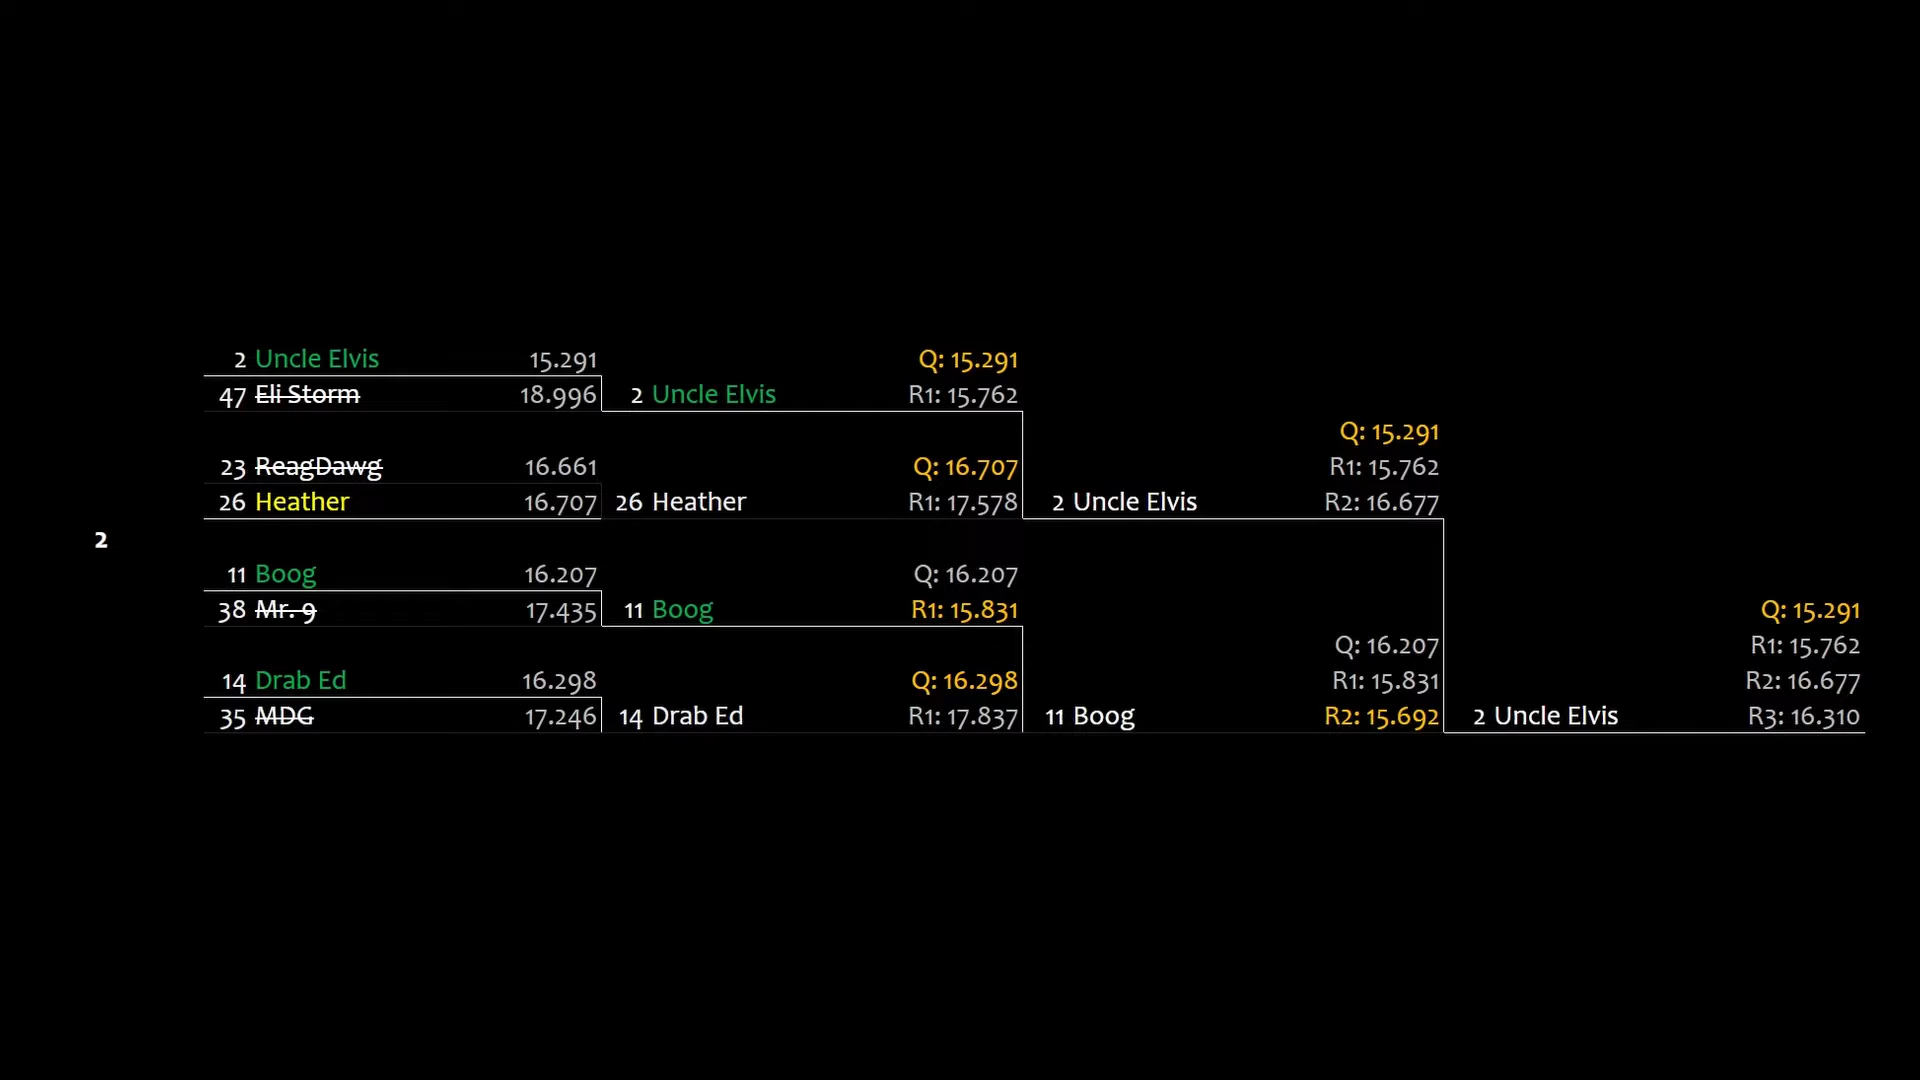 2 Uncle Elvis 15.291
47 Eli Storm 18.996
23 ReagDawg 16.661
26 Heather 16.707
11 Boog 16.207
38 Mr. 9 17.435
14 Drab Ed 16.298
35 MDG 17.246
2
Q: 15.291
2 Uncle Elvis R1: 15.762
Q: 16.707
26 Heather R1: 17.578
Q: 16.207
11 Boog R1: 15.831
Q: 16.298
14 Drab Ed R1: 17.837
Q: 15.291
R1: 15.762
2 Uncle Elvis R2: 16.677
Q: 16.207
R1: 15.831
11 Boog R2: 15.692
Q: 15.291
R1: 15.762
R2: 16.677
2 Uncle Elvis R3: 16.310